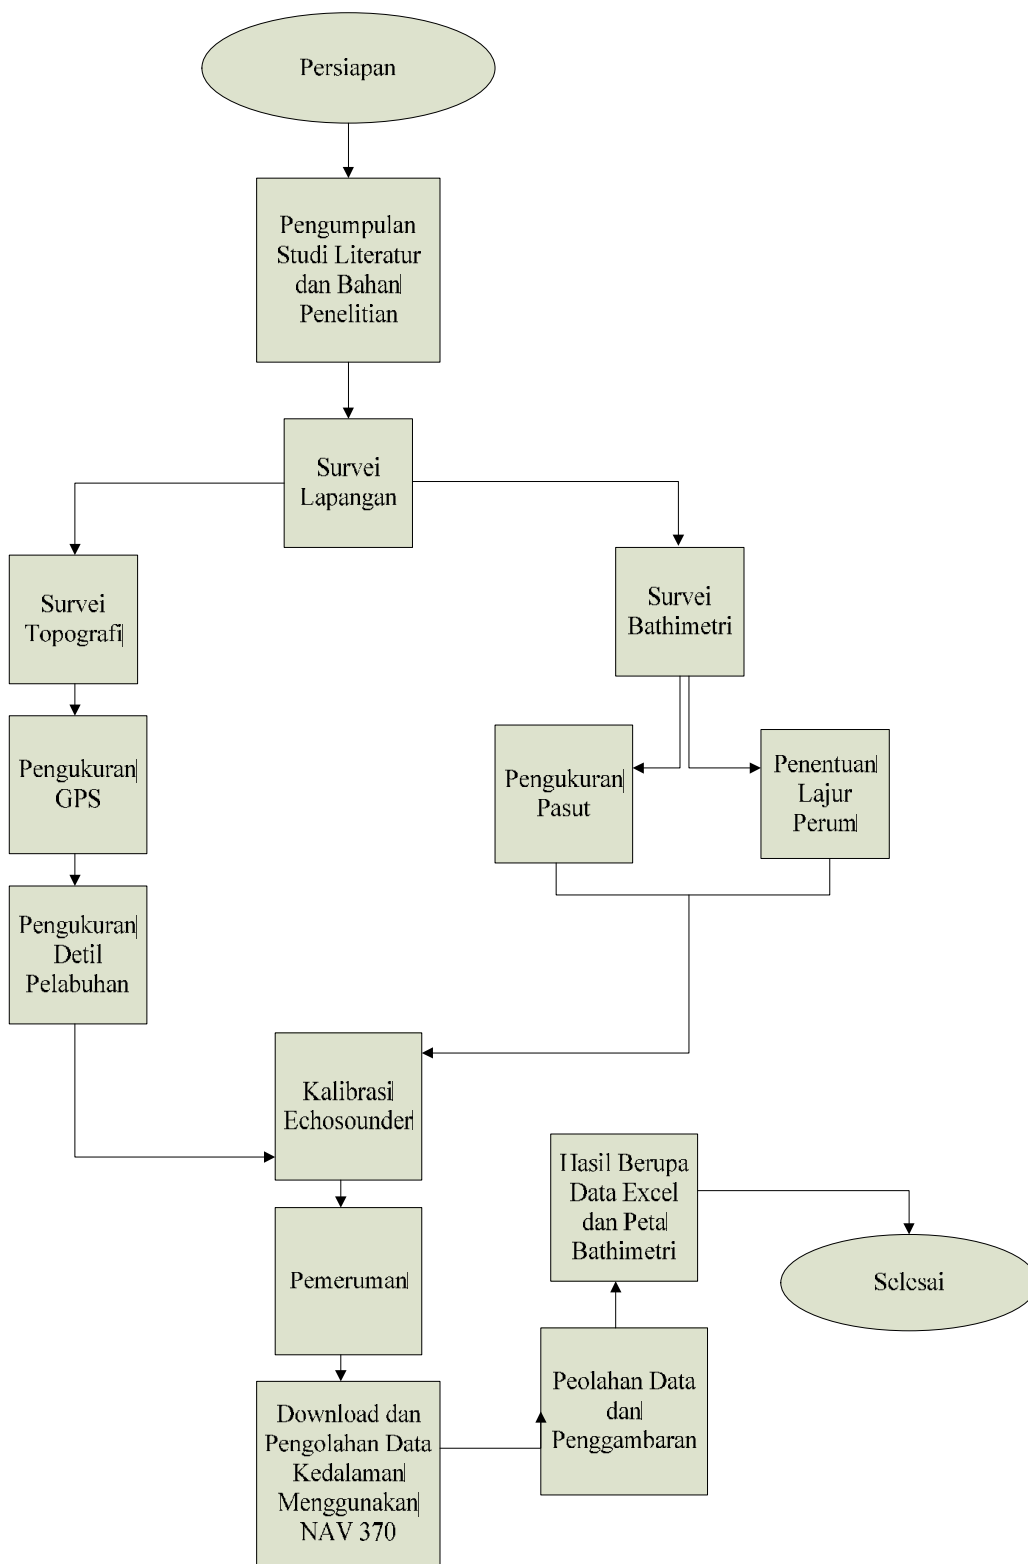 Persiapan
Pengumpulan
Studi Literatur
dan Bahan
Penelitian
Survei
Lapangan
Survei
Topografi
Survei
Bathimetri
Pengukuran
GPS
Pengukuran
Pasut
Penentuan
Lajur
Perum
Pengukuran
Detil
Pelabuhan
Kalibrasi
Echosounder
Pemeruman
Download dan
Pengolahan Data
Kedalaman
Menggunakan
NAV 370
Peolahan Data
dan
Penggambaran
Hasil Berupa
Data Excel
dan Peta
Bathimetri
Selesai